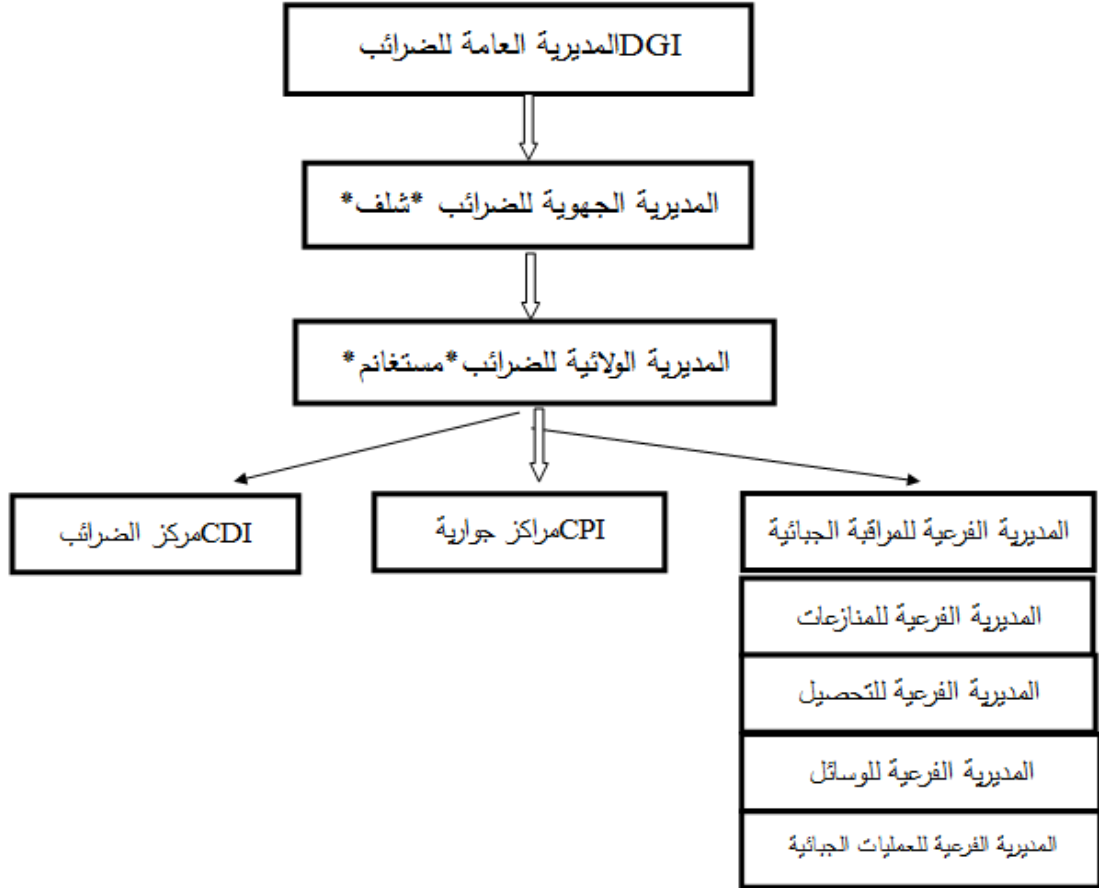 DGIالمديرية العامة للضرائب
المديرية الجهوية للضرائب *شلف*
المديرية الولائية للضرائب*مستغانم*
المديرية الفرعية للمراقبة الجبائية
CPIمراكز جوارية
CDIمركز الضرائب
المديرية الفرعية للمنازعات
المديرية الفرعية للتحصيل
المديرية الفرعية للوسائل
المديرية الفرعية للعمليات الجبائية